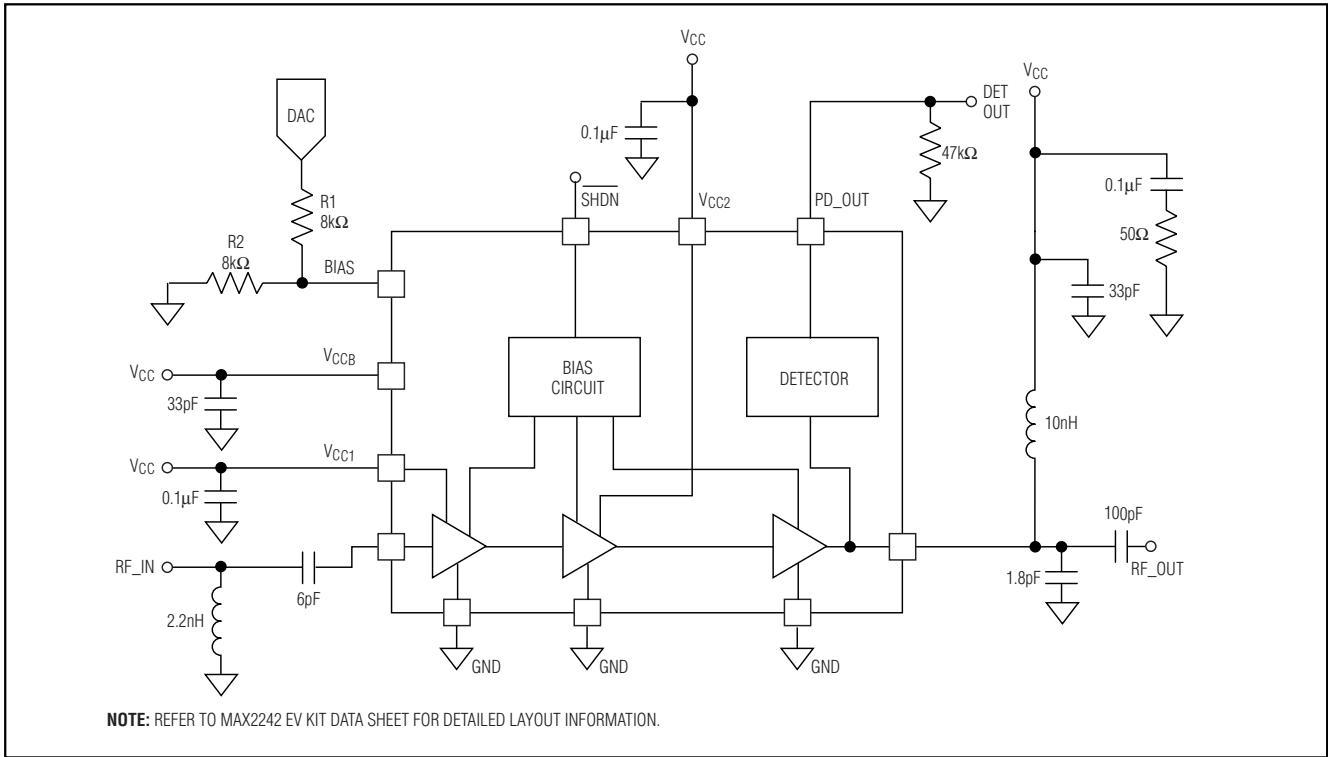 DAC
R1
8kΩ
R2
8kΩ
BIAS
VCCB
VCC
33pF
VCC1
VCC
0.1μF
RF_IN
6pF
2.2nH
VCC
0.1μF
SHDN
VCC2
PD_OUT
DET
OUT
47kΩ
BIAS
CIRCUIT
DETECTOR
GND
GND
GND
VCC
0.1μF
50Ω
33pF
10nH
100pF
RF_OUT
1.8pF
NOTE: REFER TO MAX2242 EV KIT DATA SHEET FOR DETAILED LAYOUT INFORMATION.